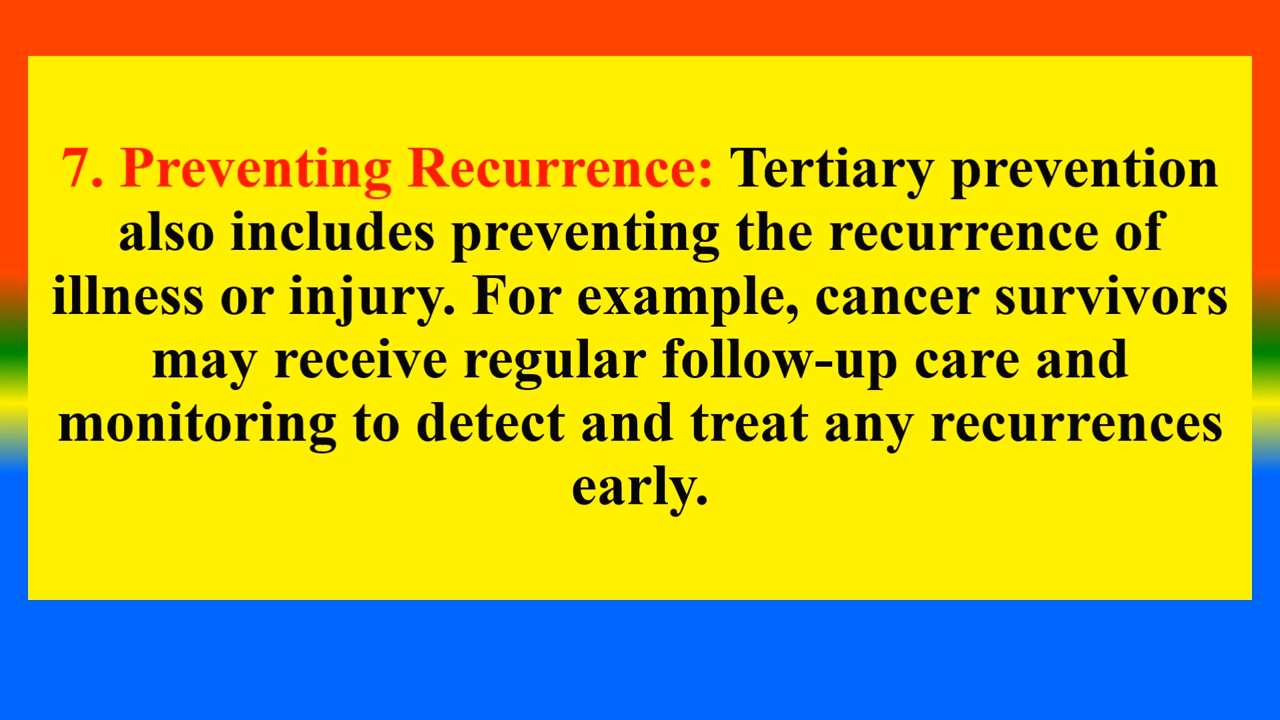 7. Preventing Recurrence: Tertiary prevention
also includes preventing the recurrence of
illness or injury. For example, cancer survivors
may receive regular follow-up care and
monitoring to detect and treat any recurrences
early.